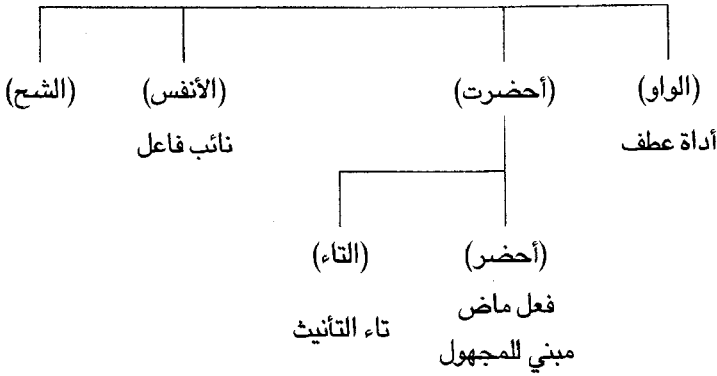 (الواو) (أحضرت) (الأنفس) (الشح)
أداة عطف نائب فاعل
(أحضر) (التاء)
فعل ماض تاء التأنيث
مبني للمجهول